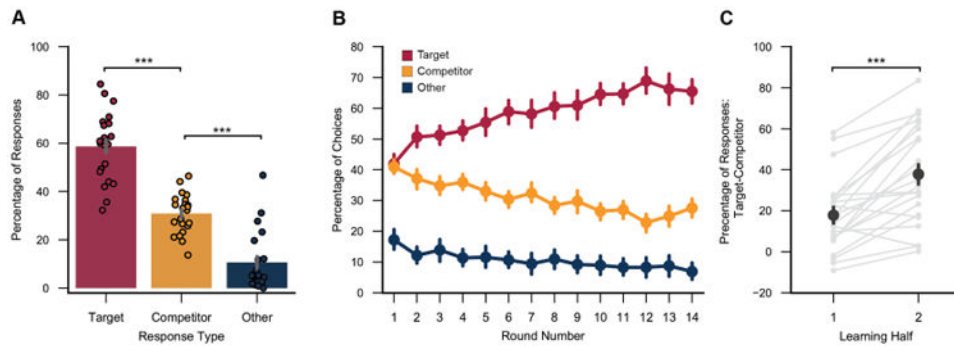 A
Percentage of Responses
100
80
60
40
20
0
***
***
Target
Competitor
Other
Response Type
B
Percentage of Choices
80
70
60
50
40
30
20
10
0
Target
Competitor
Other
1 2 3 4 5 6 7 8 9 10 11 12 13 14
Round Number
C
Precentage of Responses:
Target-Competitor
100
80
60
40
20
0
−20
***
1
2
Learning Half